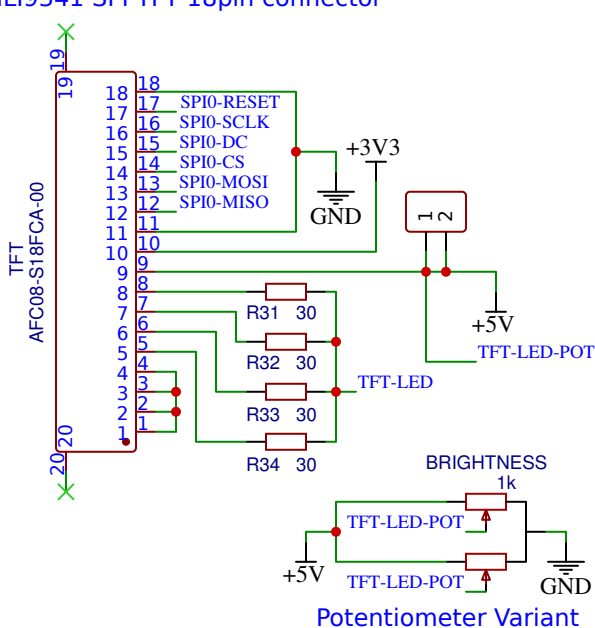 ILI9341 SPI TFT 18pin connector
19
19
18 18
17 17 SPI0-RESET
16 16 SPI0-SCLK
15 15 SPI0-DC
14 14 SPI0-CS
13 13 SPI0-MOSI
12 12 SPI0-MISO
11 11
10 10
9 9
8 8
7 7
6 6
5 5
4 4
3 3
2 2
1 1
20
20
TFT
AFC08-S18FCA-00
GND
+3V3
1
2
+5V
TFT-LED-POT
R31 30
R32 30
R33 30
R34 30
TFT-LED
BRIGHTNESS
1k
TFT-LED-POT
TFT-LED-POT
+5V
GND
Potentiometer Variant